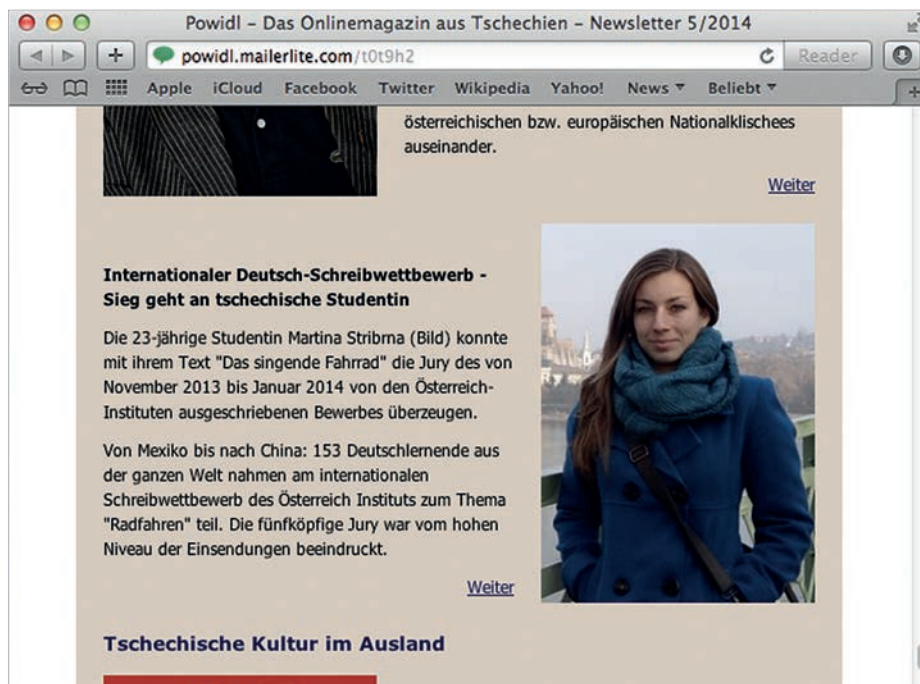 Powidl – Das Onlinemagazin aus Tschechien – Newsletter 5/2014
powidl.mailerlite.com/t0t9h2
Reader
Apple iCloud Facebook Twitter Wikipedia Yahoo! News Beliebt
österreichischen bzw. europäischen Nationalklischees
auseinander.
Weiter
Internationaler Deutsch-Schreibwettbewerb -
Sieg geht an tschechische Studentin
Die 23-jährige Studentin Martina Stribrna (Bild) konnte
mit ihrem Text "Das singende Fahrrad" die Jury des von
November 2013 bis Januar 2014 von den Österreich-
Instituten ausgeschriebenen Bewerbes überzeugen.
Von Mexiko bis nach China: 153 Deutschlernende aus
der ganzen Welt nahmen am internationalen
Schreibwettbewerb des Österreich Instituts zum Thema
"Radfahren" teil. Die fünfköpfige Jury war vom hohen
Niveau der Einsendungen beeindruckt.
Weiter
Tschechische Kultur im Ausland